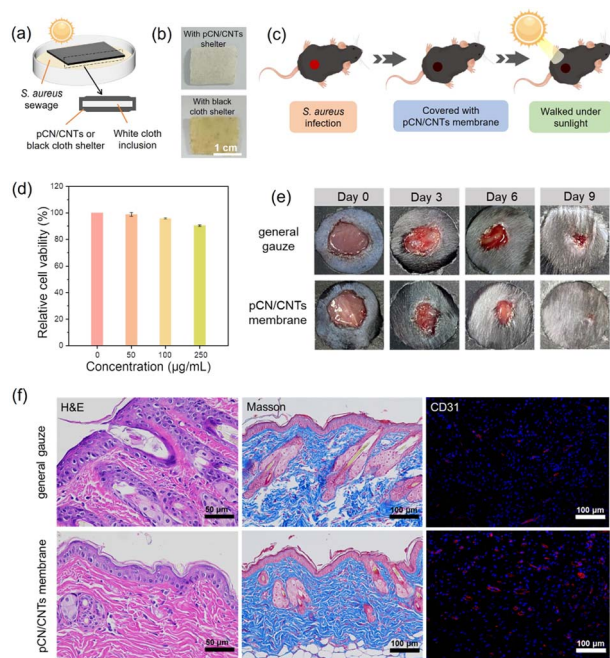 (a)
S. aureus
sewage
pCN/CNTs or
black cloth shelter
White cloth
inclusion
(b)
With pCN/CNTs
shelter
With black
cloth shelter
1 cm
(c)
S. aureus
infection
Covered with
pCN/CNTs membrane
Walked under
sunlight
(d)
Relative cell viability (%)
120
100
80
60
40
20
0
0 50 100 250
Concentration (μg/mL)
(e)
Day 0 Day 3 Day 6 Day 9
general
gauze
pCN/CNTs
membrane
(f)
general gauze
H&E
50 μm
Masson
100 μm
CD31
100 μm
pCN/CNTs membrane
50 μm
100 μm
100 μm